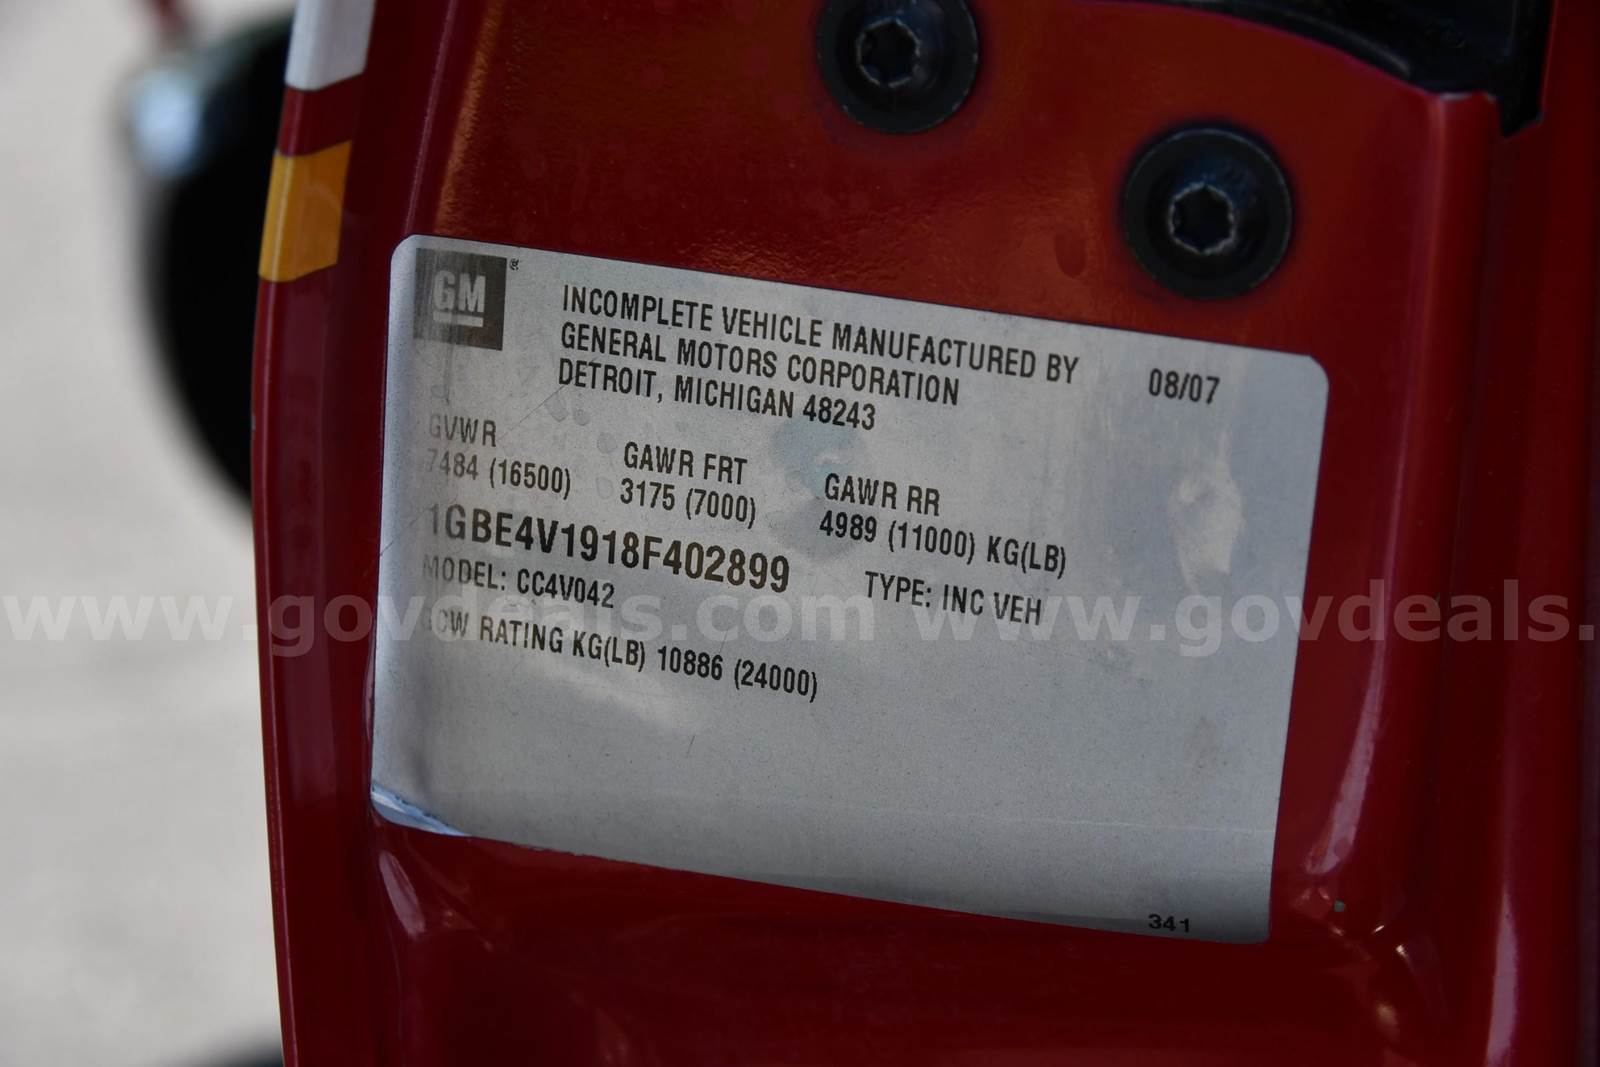 GM
INCOMPLETE VEHICLE MANUFACTURED BY
GENERAL MOTORS CORPORATION
DETROIT, MICHIGAN 48243
08/07
GVWR
7484 (16500)
GAWR FRT
3175 (7000)
GAWR RR
4989 (11000) KG(LB)
1GBE4V1918F402899
MODEL: CC4V042
TYPE: INC VEH
GCW RATING KG(LB) 10886 (24000)
341
www.govdeals.com www.govdeals.